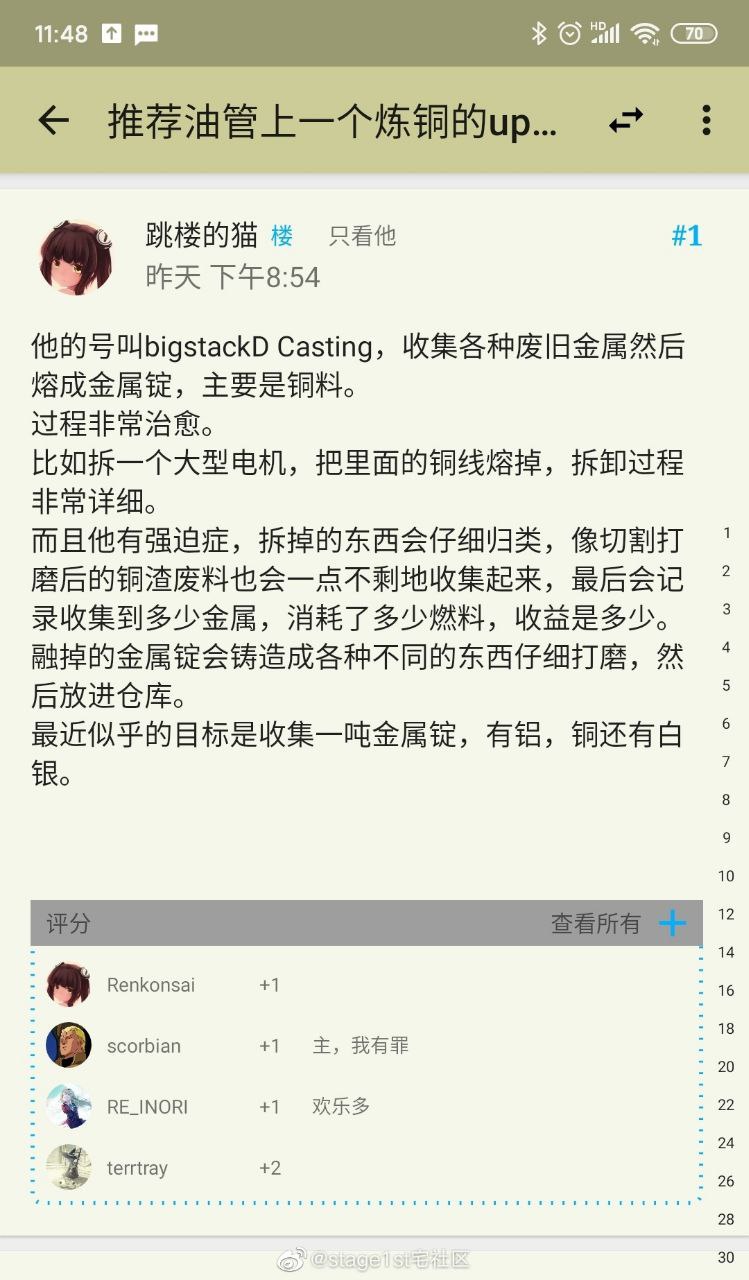 11:48
HD
70
推荐油管上一个炼铜的up...
跳楼的猫 楼 只看他 #1
昨天 下午8:54
他的号叫bigstackD Casting，收集各种废旧金属然后
熔成金属锭，主要是铜料。
过程非常治愈。
比如拆一个大型电机，把里面的铜线熔掉，拆卸过程
非常详细。
而且他有强迫症，拆掉的东西会仔细归类，像切割打
磨后的铜渣废料也会一点不剩地收集起来，最后会记
录收集到多少金属，消耗了多少燃料，收益是多少。
融掉的金属锭会铸造成各种不同的东西仔细打磨，然
后放进仓库。
最近似乎的目标是收集一吨金属锭，有铝，铜还有白
银。
评分 查看所有
Renkonsai +1
scorbian +1 主，我有罪
RE_INORI +1 欢乐多
terrtray +2
1
2
3
4
5
6
7
8
9
10
12
14
16
18
20
22
24
26
28
30
@stage1st宅社区